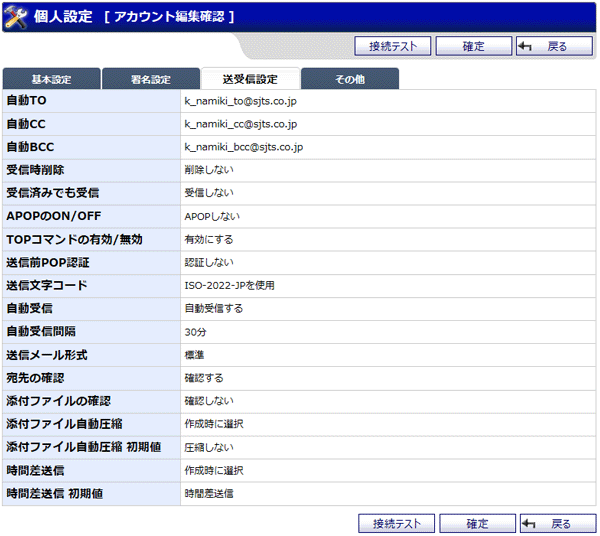 個人設定 [ アカウント編集確認 ]
接続テスト 確定 戻る
基本設定 署名設定 送受信設定 その他
自動TO k_namiki_to@sjts.co.jp
自動CC k_namiki_cc@sjts.co.jp
自動BCC k_namiki_bcc@sjts.co.jp
受信時削除 削除しない
受信済みでも受信 受信しない
APOPのON/OFF APOPしない
TOPコマンドの有効/無効 有効にする
送信前POP認証 認証しない
送信文字コード ISO-2022-JPを使用
自動受信 自動受信する
自動受信間隔 30分
送信メール形式 標準
宛先の確認 確認する
添付ファイルの確認 確認しない
添付ファイル自動圧縮 作成時に選択
添付ファイル自動圧縮 初期値 圧縮しない
時間差送信 作成時に選択
時間差送信 初期値 時間差送信
接続テスト 確定 戻る